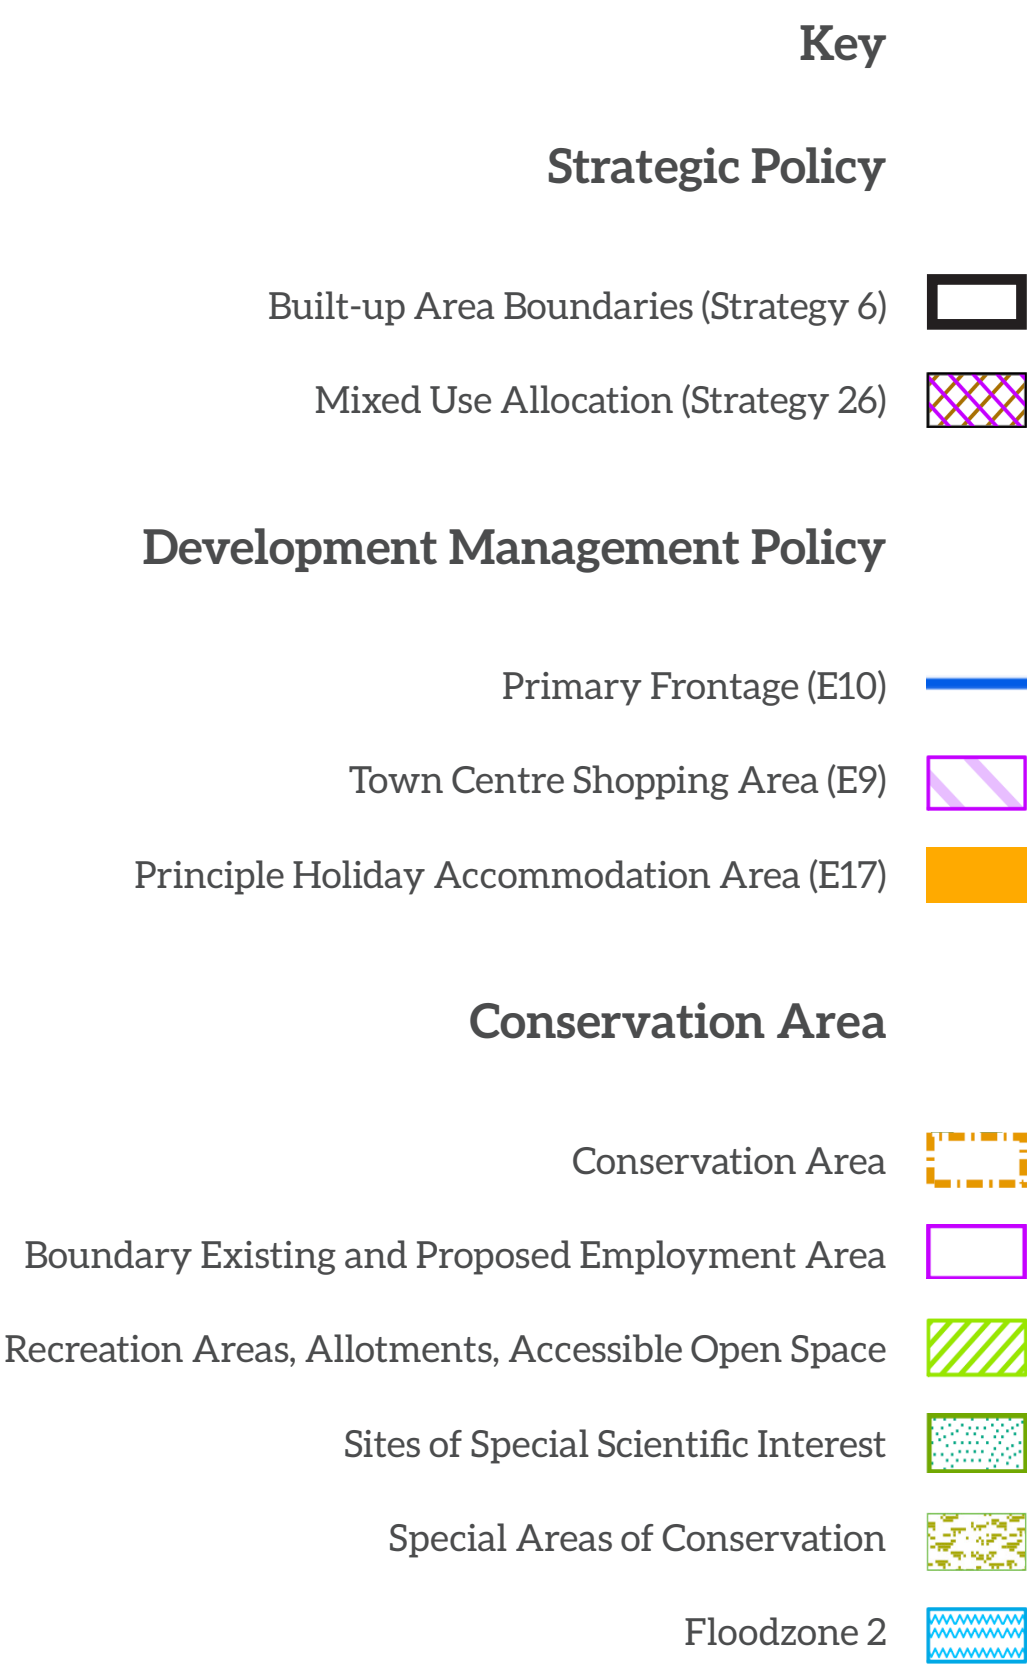 Key
Strategic Policy
Built-up Area Boundaries (Strategy 6)
Mixed Use Allocation (Strategy 26)
Development Management Policy
Primary Frontage (E10)
Town Centre Shopping Area (E9)
Principle Holiday Accommodation Area (E17)
Conservation Area
Conservation Area
Boundary Existing and Proposed Employment Area
Recreation Areas, Allotments, Accessible Open Space
Sites of Special Scientific Interest
Special Areas of Conservation
Floodzone 2